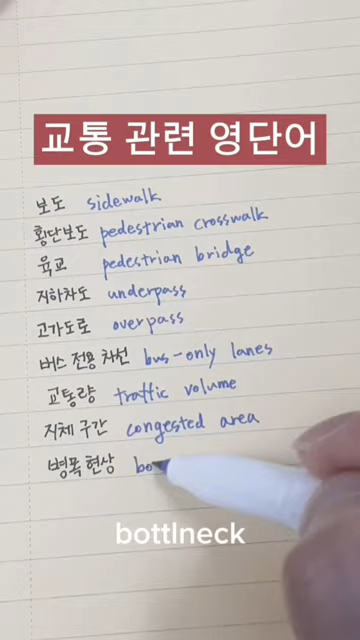 교통 관련 영단어
보도 sidewalk
횡단보도 pedestrian crosswalk
육교 pedestrian bridge
지하차도 underpass
고가도로 overpass
버스 전용 차선 bus-only lanes
교통량 traffic volume
지체 구간 congested area
병목 현상 bo
bottlneck